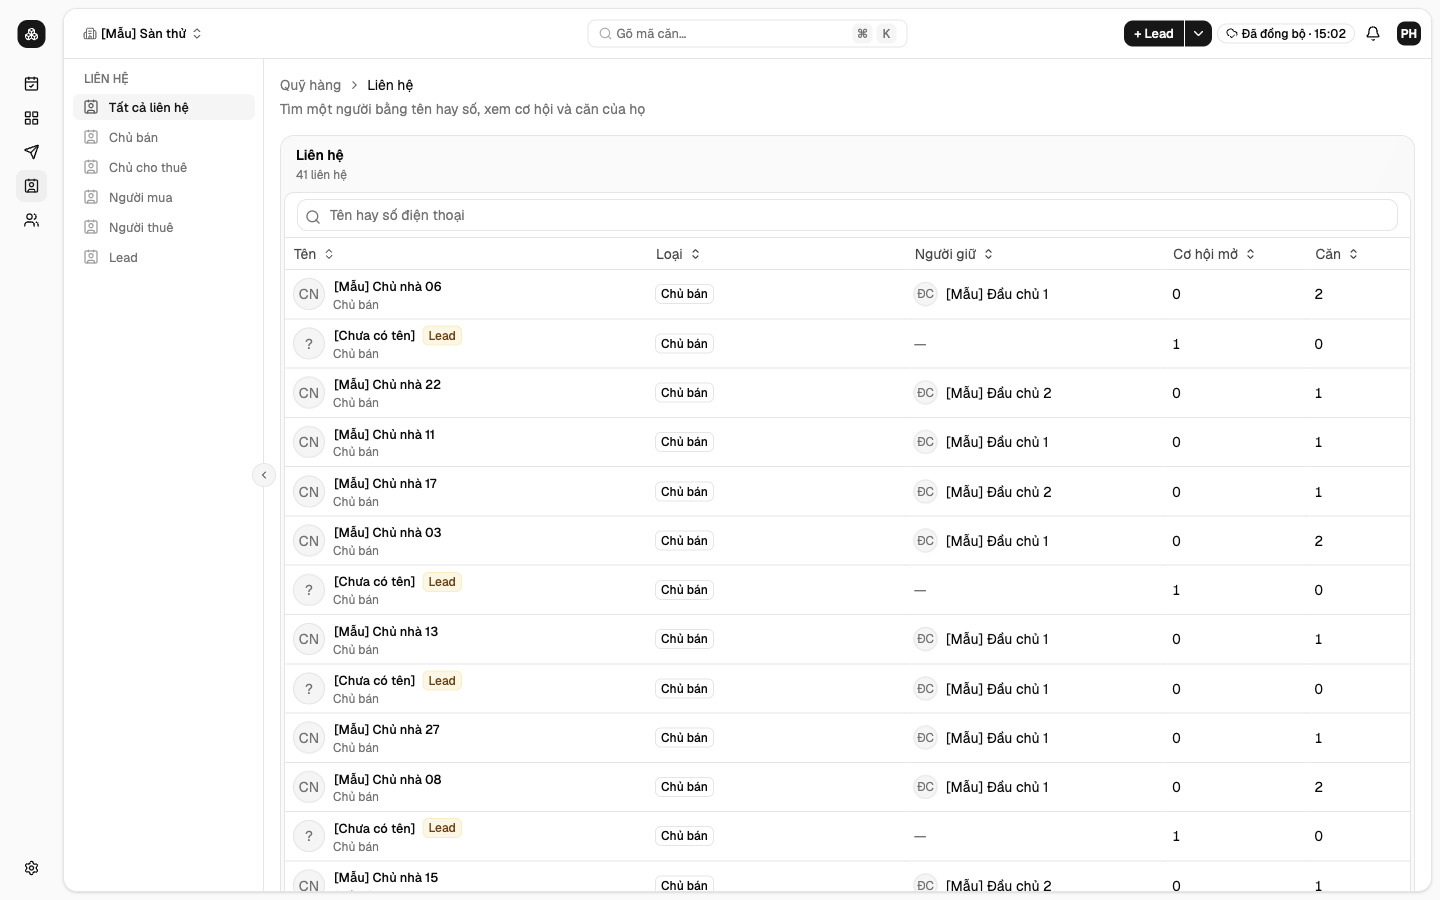 [Mẫu] Sàn thử
Gõ mã căn...
⌘ K
+ Lead
Đã đồng bộ · 15:02
PH
LIÊN HỆ
Tất cả liên hệ
Chủ bán
Chủ cho thuê
Người mua
Người thuê
Lead
Quỹ hàng > Liên hệ
Tìm một người bằng tên hay số, xem cơ hội và căn của họ
Liên hệ
41 liên hệ
Tên hay số điện thoại
Tên Loại Người giữ Cơ hội mở Căn
CN [Mẫu] Chủ nhà 06 Chủ bán ĐC [Mẫu] Đầu chủ 1 0 2
Chủ bán
? [Chưa có tên] Lead Chủ bán — 1 0
Chủ bán
CN [Mẫu] Chủ nhà 22 Chủ bán ĐC [Mẫu] Đầu chủ 2 0 1
Chủ bán
CN [Mẫu] Chủ nhà 11 Chủ bán ĐC [Mẫu] Đầu chủ 1 0 1
Chủ bán
CN [Mẫu] Chủ nhà 17 Chủ bán ĐC [Mẫu] Đầu chủ 2 0 1
Chủ bán
CN [Mẫu] Chủ nhà 03 Chủ bán ĐC [Mẫu] Đầu chủ 1 0 2
Chủ bán
? [Chưa có tên] Lead Chủ bán — 1 0
Chủ bán
CN [Mẫu] Chủ nhà 13 Chủ bán ĐC [Mẫu] Đầu chủ 1 0 1
Chủ bán
? [Chưa có tên] Lead Chủ bán ĐC [Mẫu] Đầu chủ 1 0 0
Chủ bán
CN [Mẫu] Chủ nhà 27 Chủ bán ĐC [Mẫu] Đầu chủ 1 0 1
Chủ bán
CN [Mẫu] Chủ nhà 08 Chủ bán ĐC [Mẫu] Đầu chủ 1 0 2
Chủ bán
? [Chưa có tên] Lead Chủ bán — 1 0
Chủ bán
CN [Mẫu] Chủ nhà 15 Chủ bán ĐC [Mẫu] Đầu chủ 2 0 1